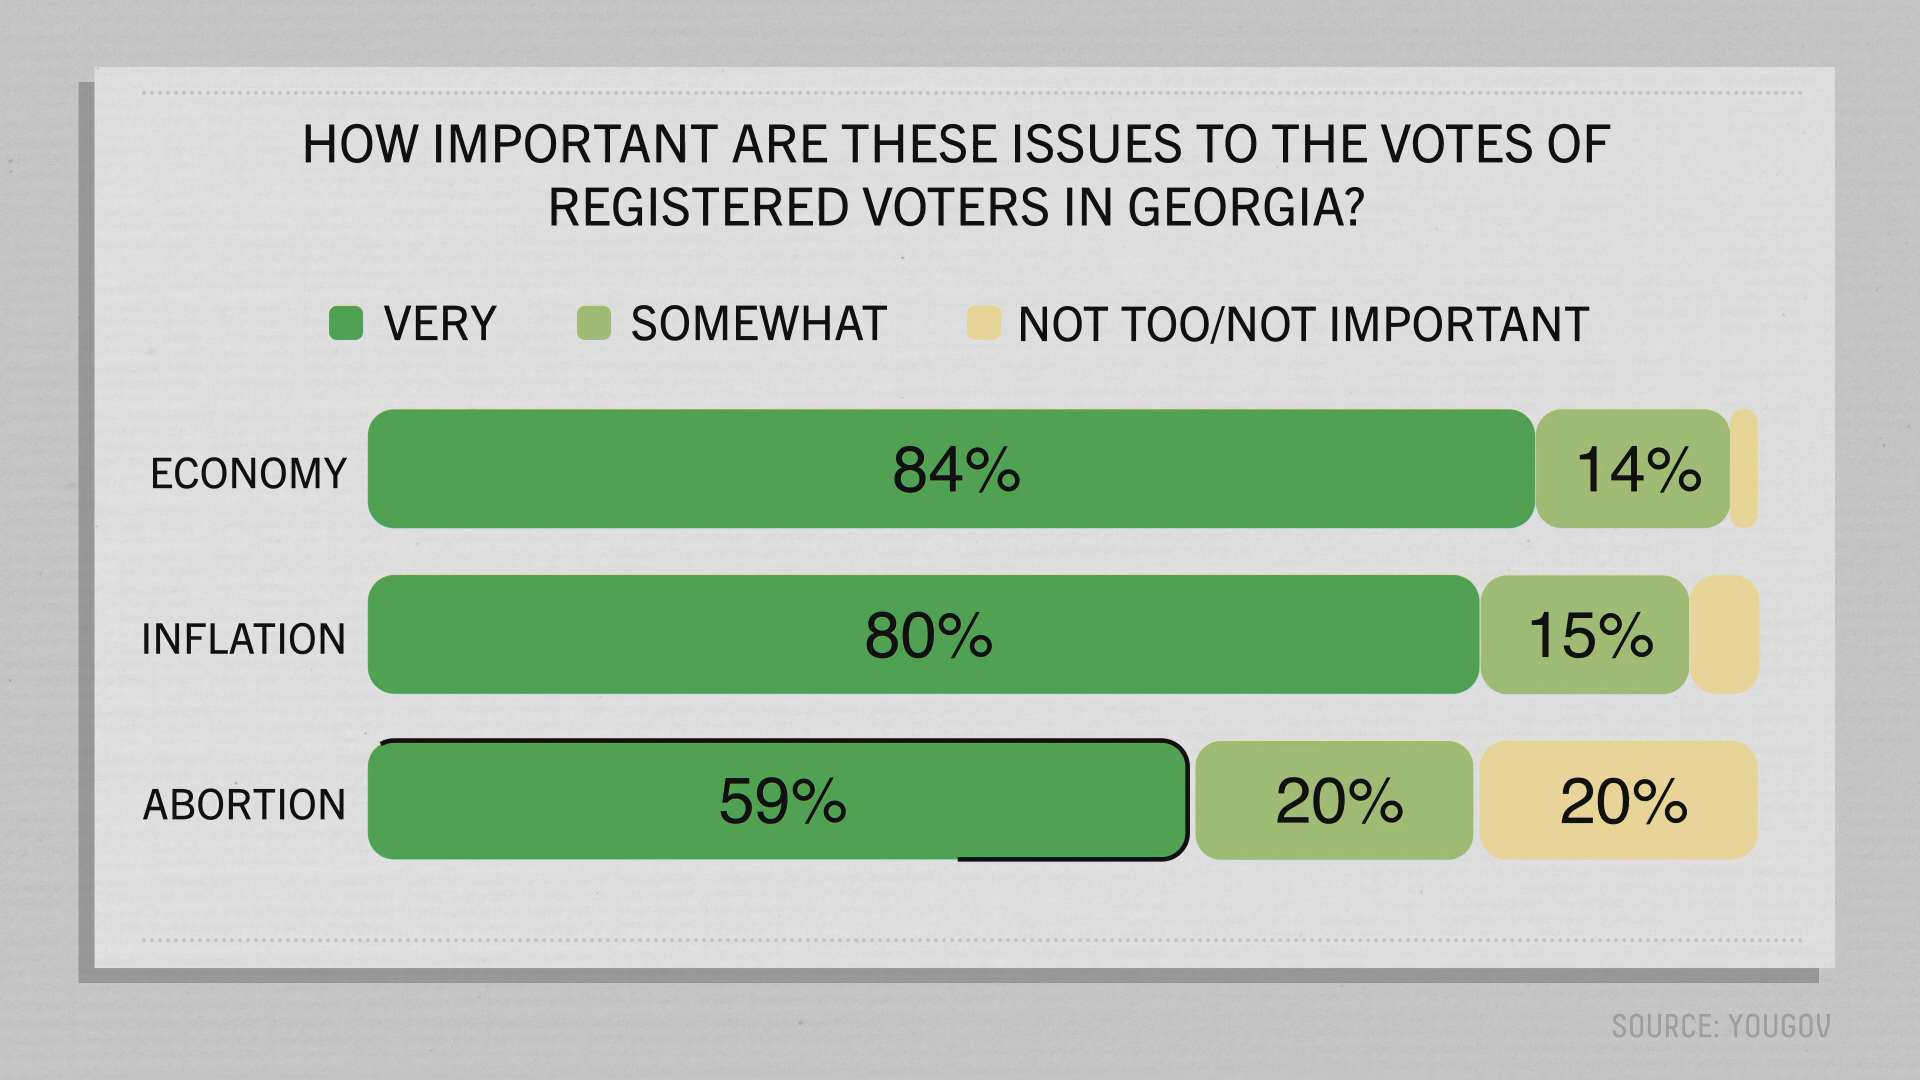 HOW IMPORTANT ARE THESE ISSUES TO THE VOTES OF
REGISTERED VOTERS IN GEORGIA?
VERY SOMEWHAT NOT TOO/NOT IMPORTANT
ECONOMY 84% 14%
INFLATION 80% 15%
ABORTION 59% 20% 20%
SOURCE: YOUGOV